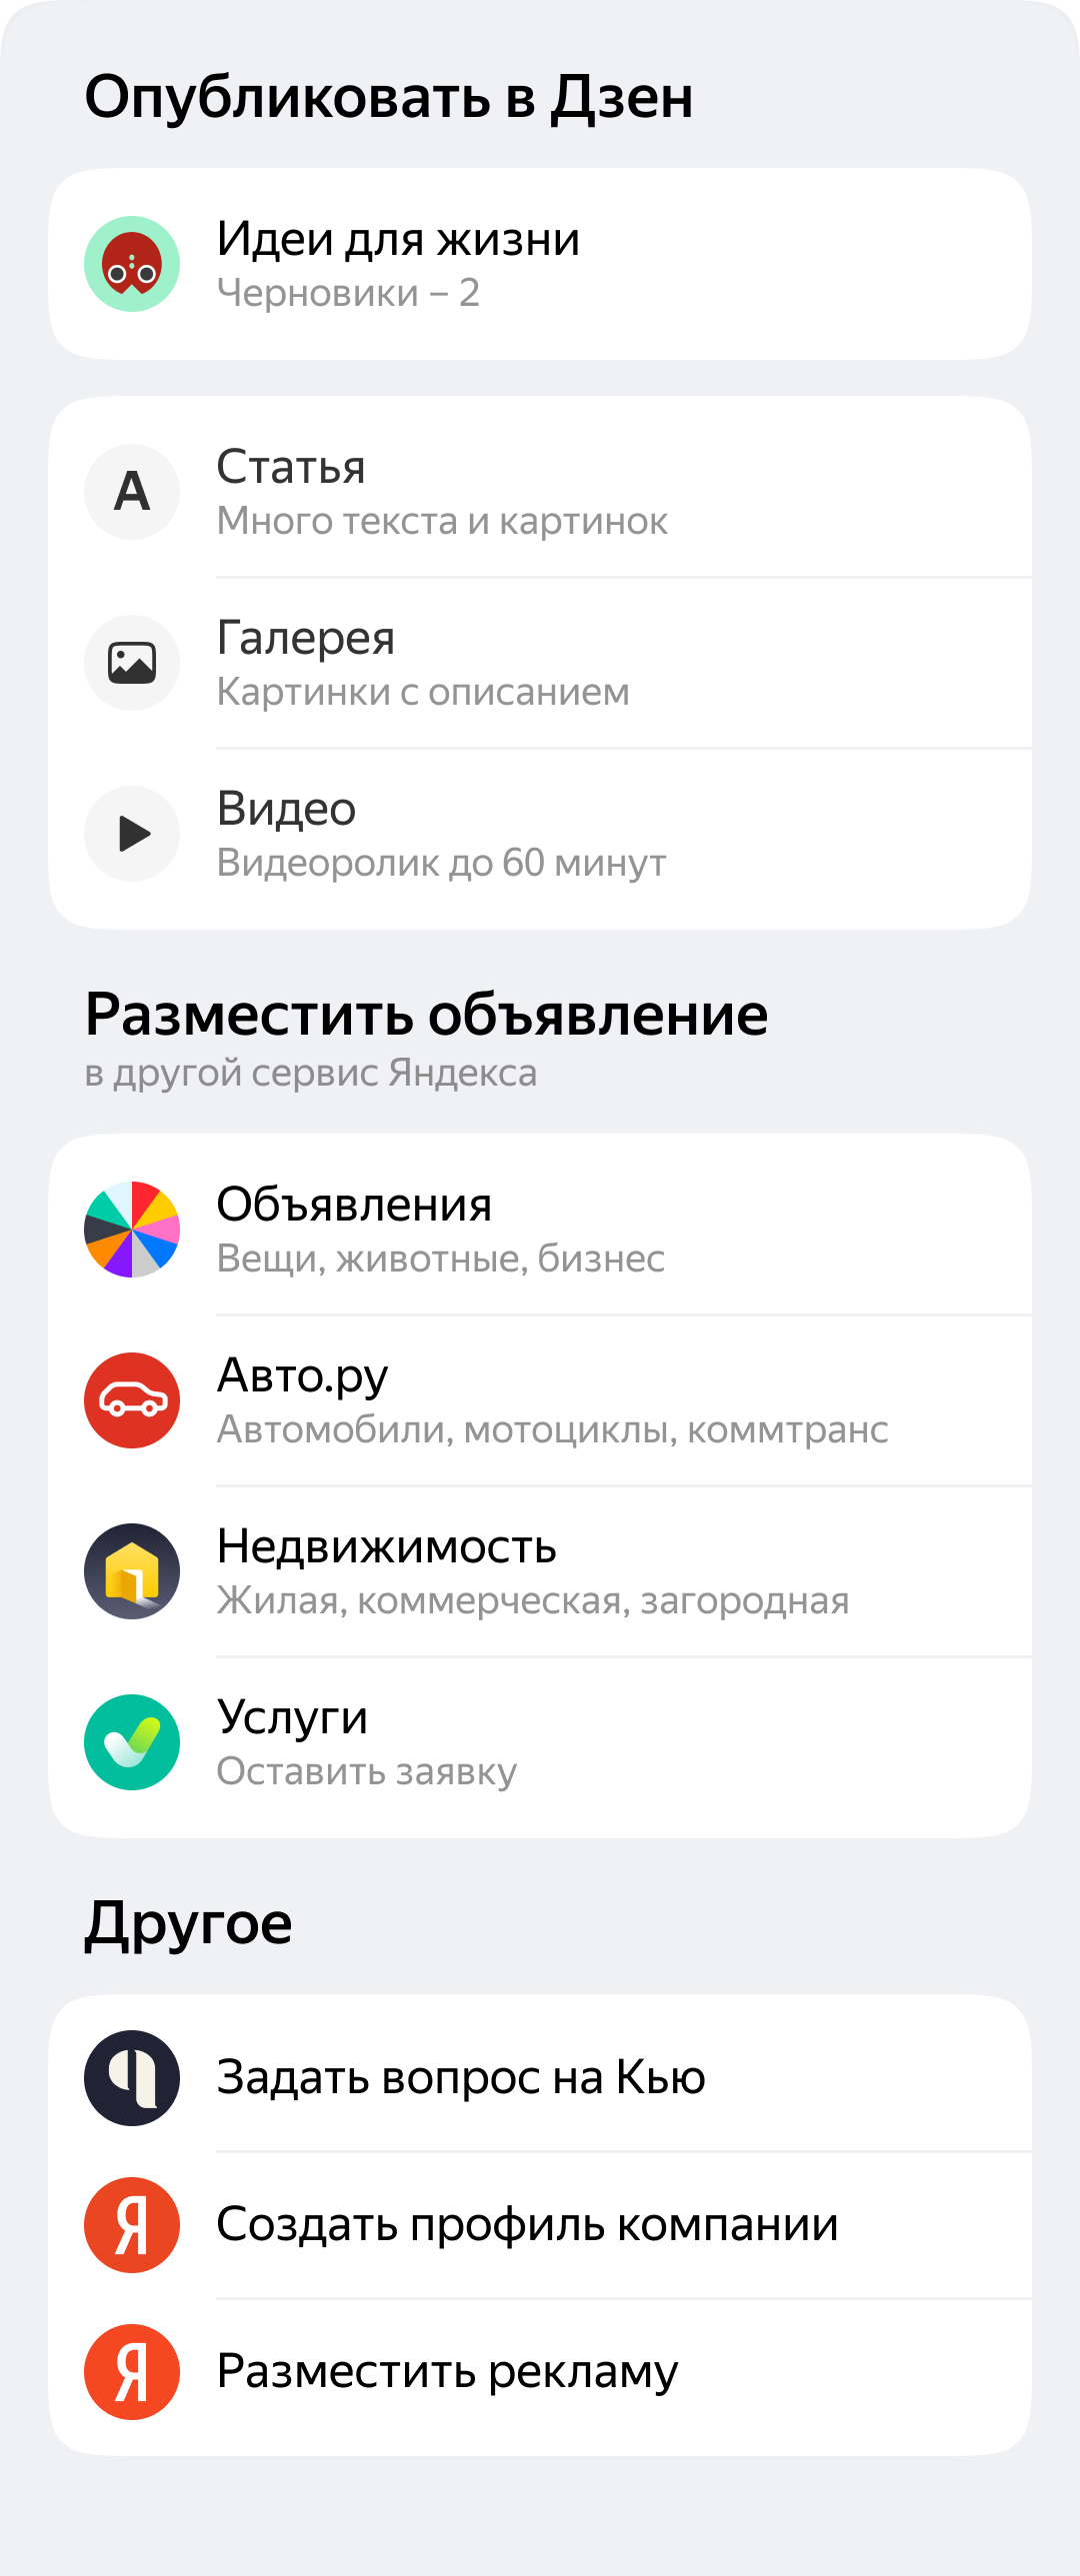 Опубликовать в Дзен
Идеи для жизни
Черновики – 2
A
Статья
Много текста и картинок
Галерея
Картинки с описанием
Видео
Видеоролик до 60 минут
Разместить объявление
в другой сервис Яндекса
Объявления
Вещи, животные, бизнес
Авто.ру
Автомобили, мотоциклы, коммтранс
Недвижимость
Жилая, коммерческая, загородная
Услуги
Оставить заявку
Другое
q
Задать вопрос на Кью
Я
Создать профиль компании
Я
Разместить рекламу